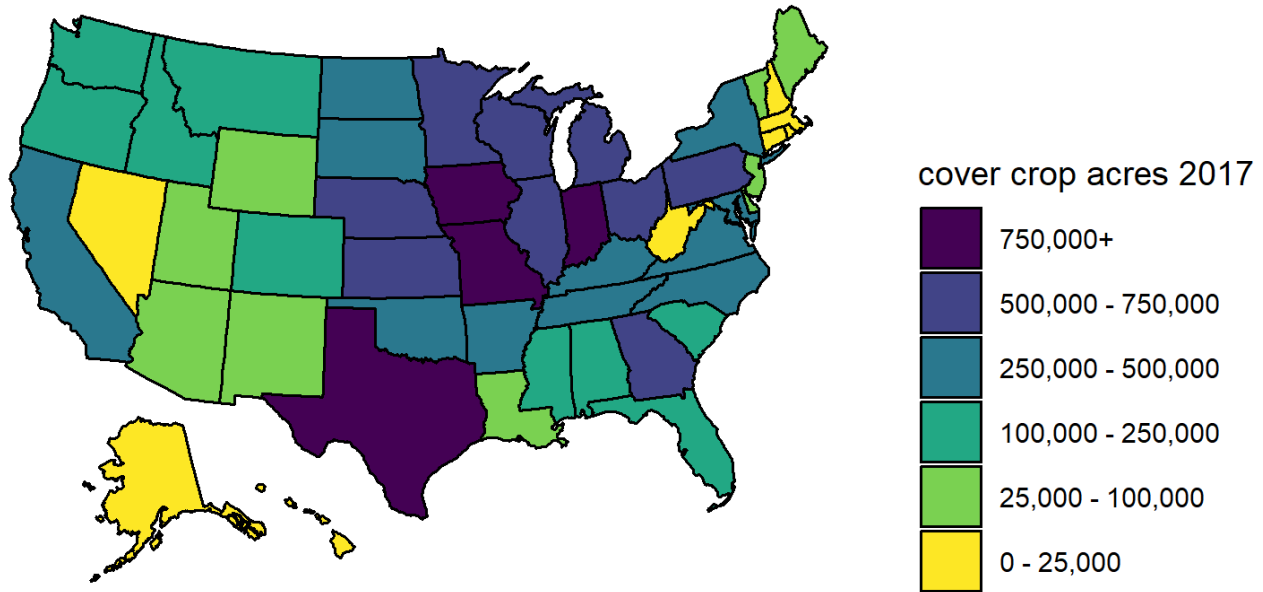 cover crop acres 2017
750,000+
500,000 - 750,000
250,000 - 500,000
100,000 - 250,000
25,000 - 100,000
0 - 25,000